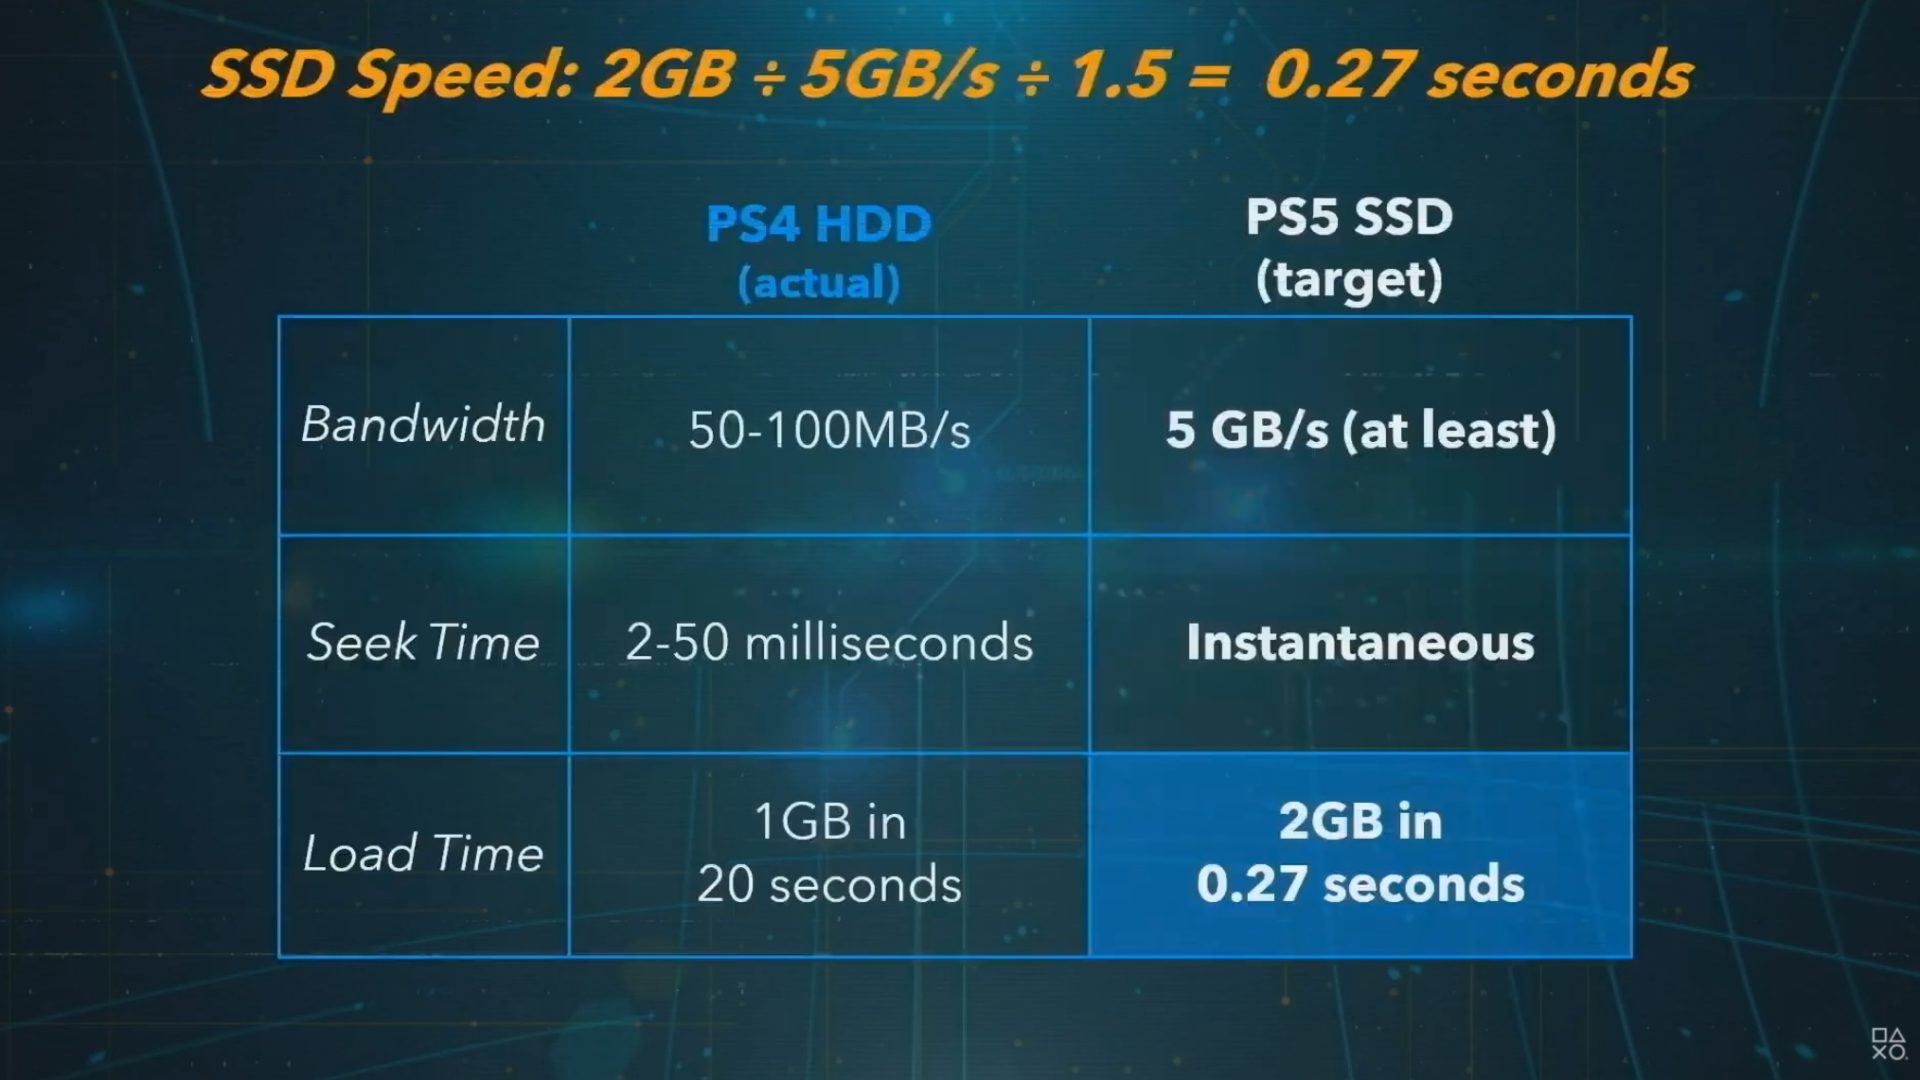 SSD Speed: 2GB ÷ 5GB/s ÷ 1.5 = 0.27 seconds
PS4 HDD
(actual)
PS5 SSD
(target)
Bandwidth
50-100MB/s
5 GB/s (at least)
Seek Time
2-50 milliseconds
Instantaneous
Load Time
1GB in
20 seconds
2GB in
0.27 seconds